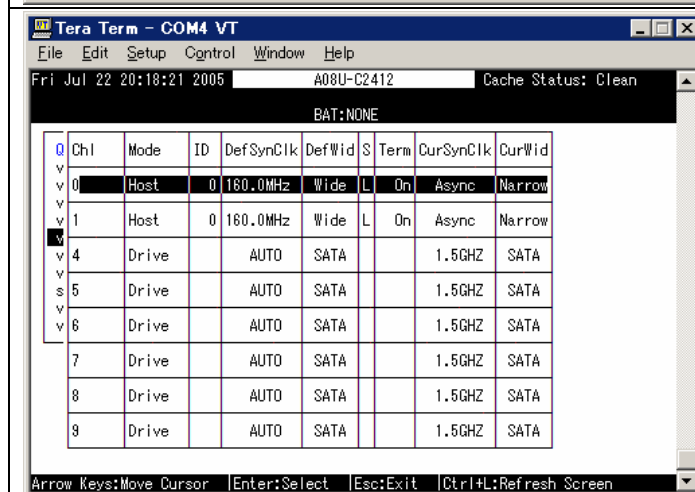 Tera Term - COM4 VT
File Edit Setup Control Window Help
Fri Jul 22 20:18:21 2005 A08U-C2412 Cache Status: Clean
BAT:NONE
Q Chl Mode ID DefSynClk DefWid S Term CurSynClk CurWid
v
v 0 Host 0 160.0MHz Wide L On Async Narrow
v
v 1 Host 0 160.0MHz Wide L On Async Narrow
v
v 4 Drive AUTO SATA 1.5GHZ SATA
v
s 5 Drive AUTO SATA 1.5GHZ SATA
v
v 6 Drive AUTO SATA 1.5GHZ SATA
7 Drive AUTO SATA 1.5GHZ SATA
8 Drive AUTO SATA 1.5GHZ SATA
9 Drive AUTO SATA 1.5GHZ SATA
Arrow Keys:Move Cursor |Enter:Select |Esc:Exit |Ctrl+L:Refresh Screen